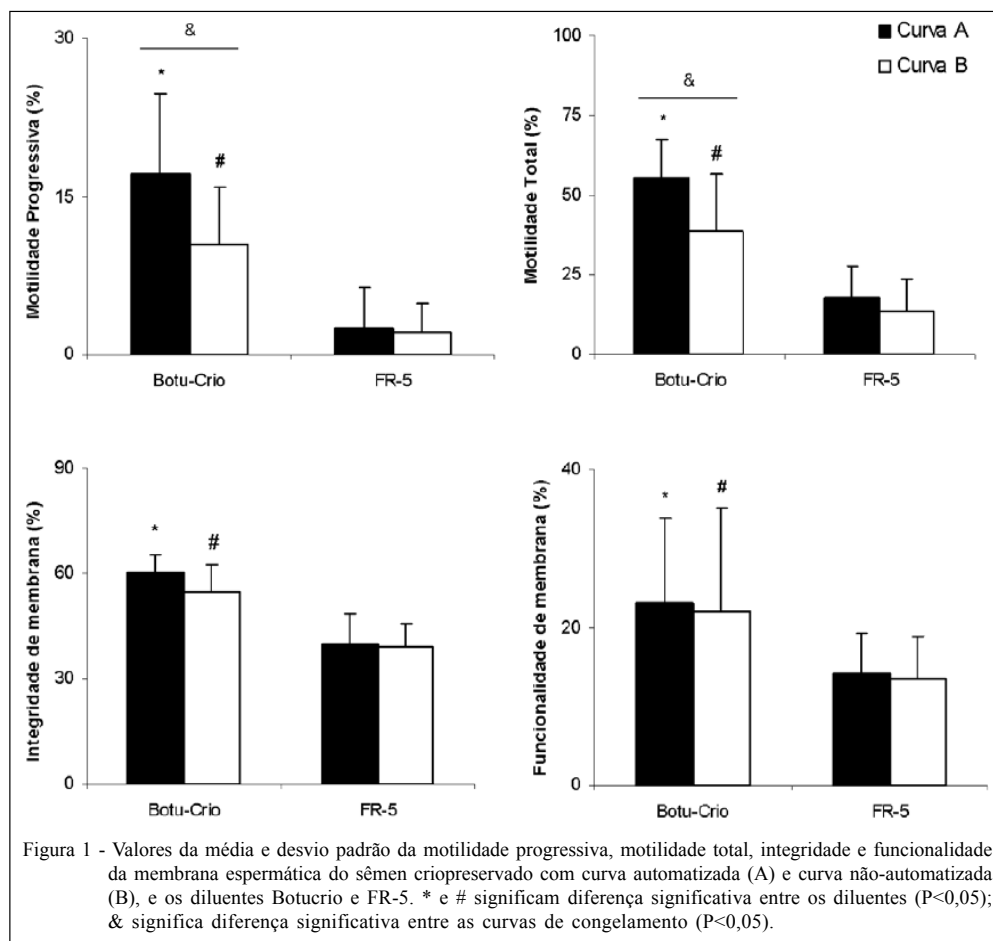 30
15
0
Motilidade Progressiva (%)
&
*
#
Botu-Crio
FR-5
100
75
50
25
0
Motilidade Total (%)
&
*
#
Botu-Crio
FR-5
Curva A
Curva B
90
60
30
0
Integridade de membrana (%)
*
#
Botu-Crio
FR-5
40
20
0
Funcionalidade de membrana (%)
*
#
Botu-Crio
FR-5
Figura 1 - Valores da média e desvio padrão da motilidade progressiva, motilidade total, integridade e funcionalidade
da membrana espermática do sêmen criopreservado com curva automatizada (A) e curva não-automatizada
(B), e os diluentes Botucrio e FR-5. * e # significam diferença significativa entre os diluentes (P<0,05);
& significa diferença significativa entre as curvas de congelamento (P<0,05).